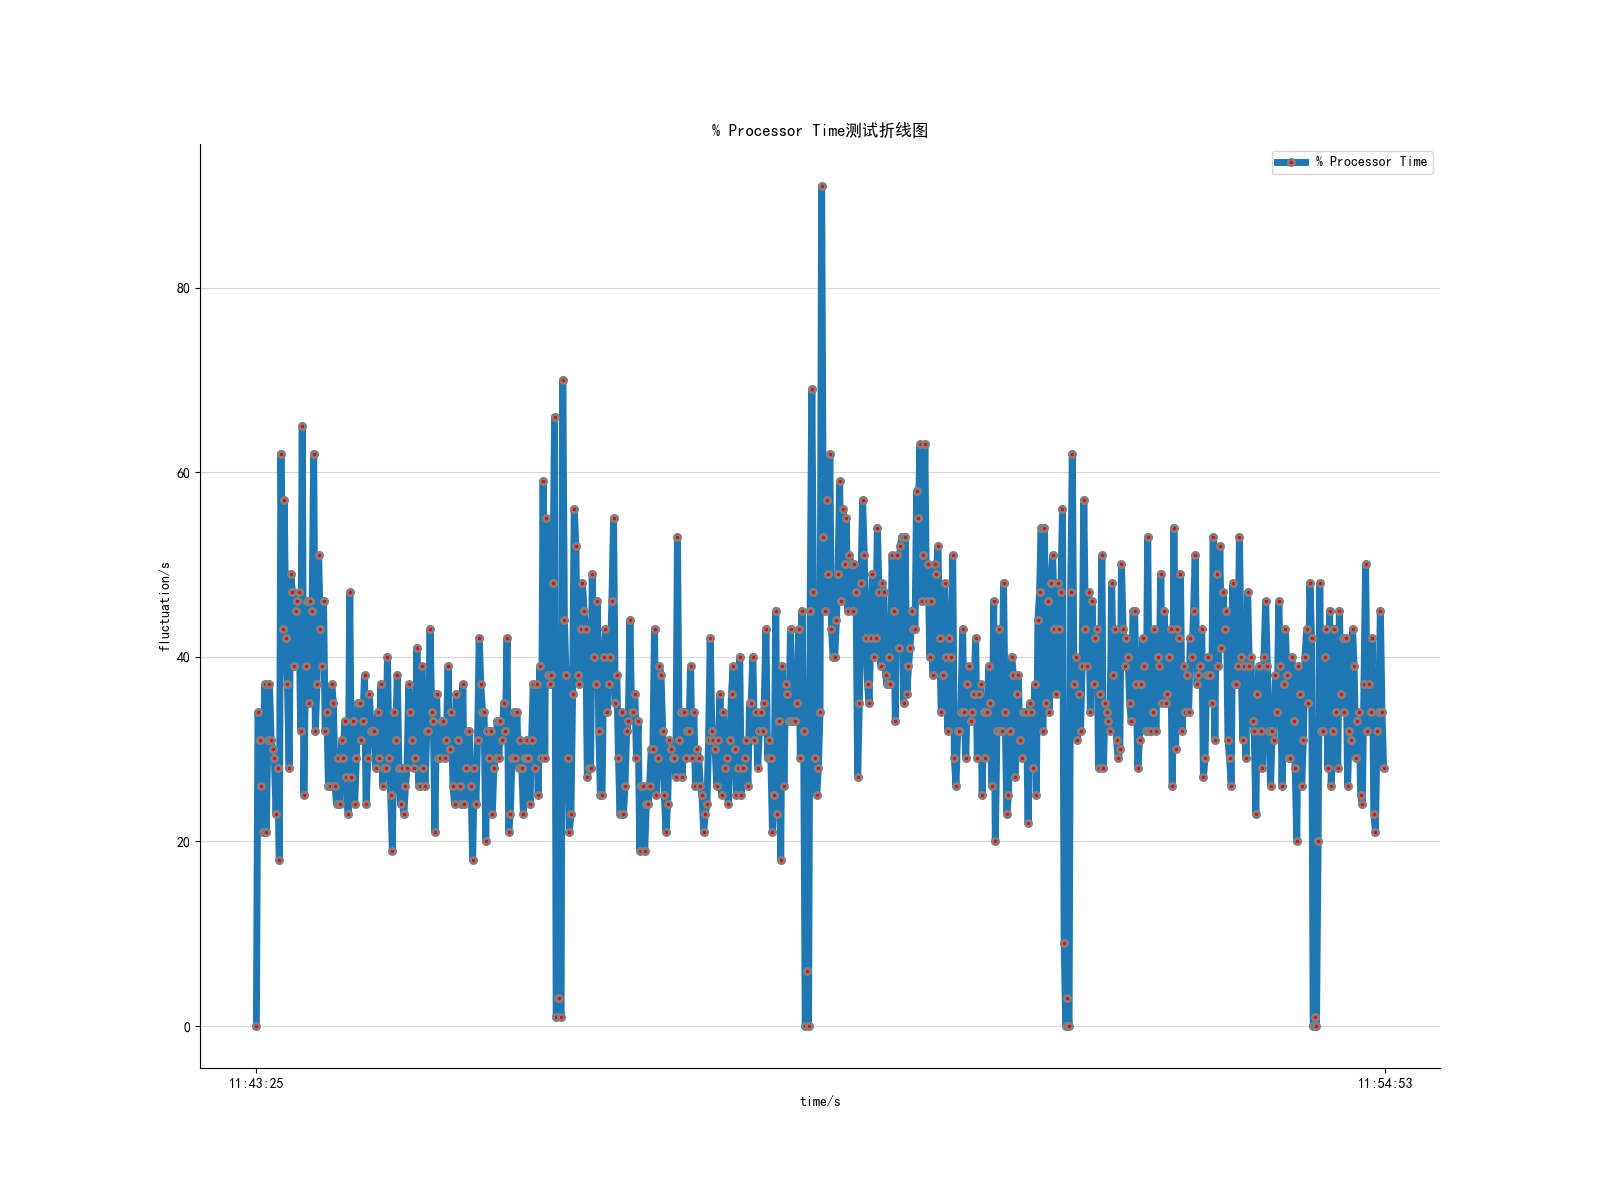 % Processor Time测试折线图
% Processor Time
80
60
40
20
0
fluctuation/s
11:43:25
11:54:53
time/s